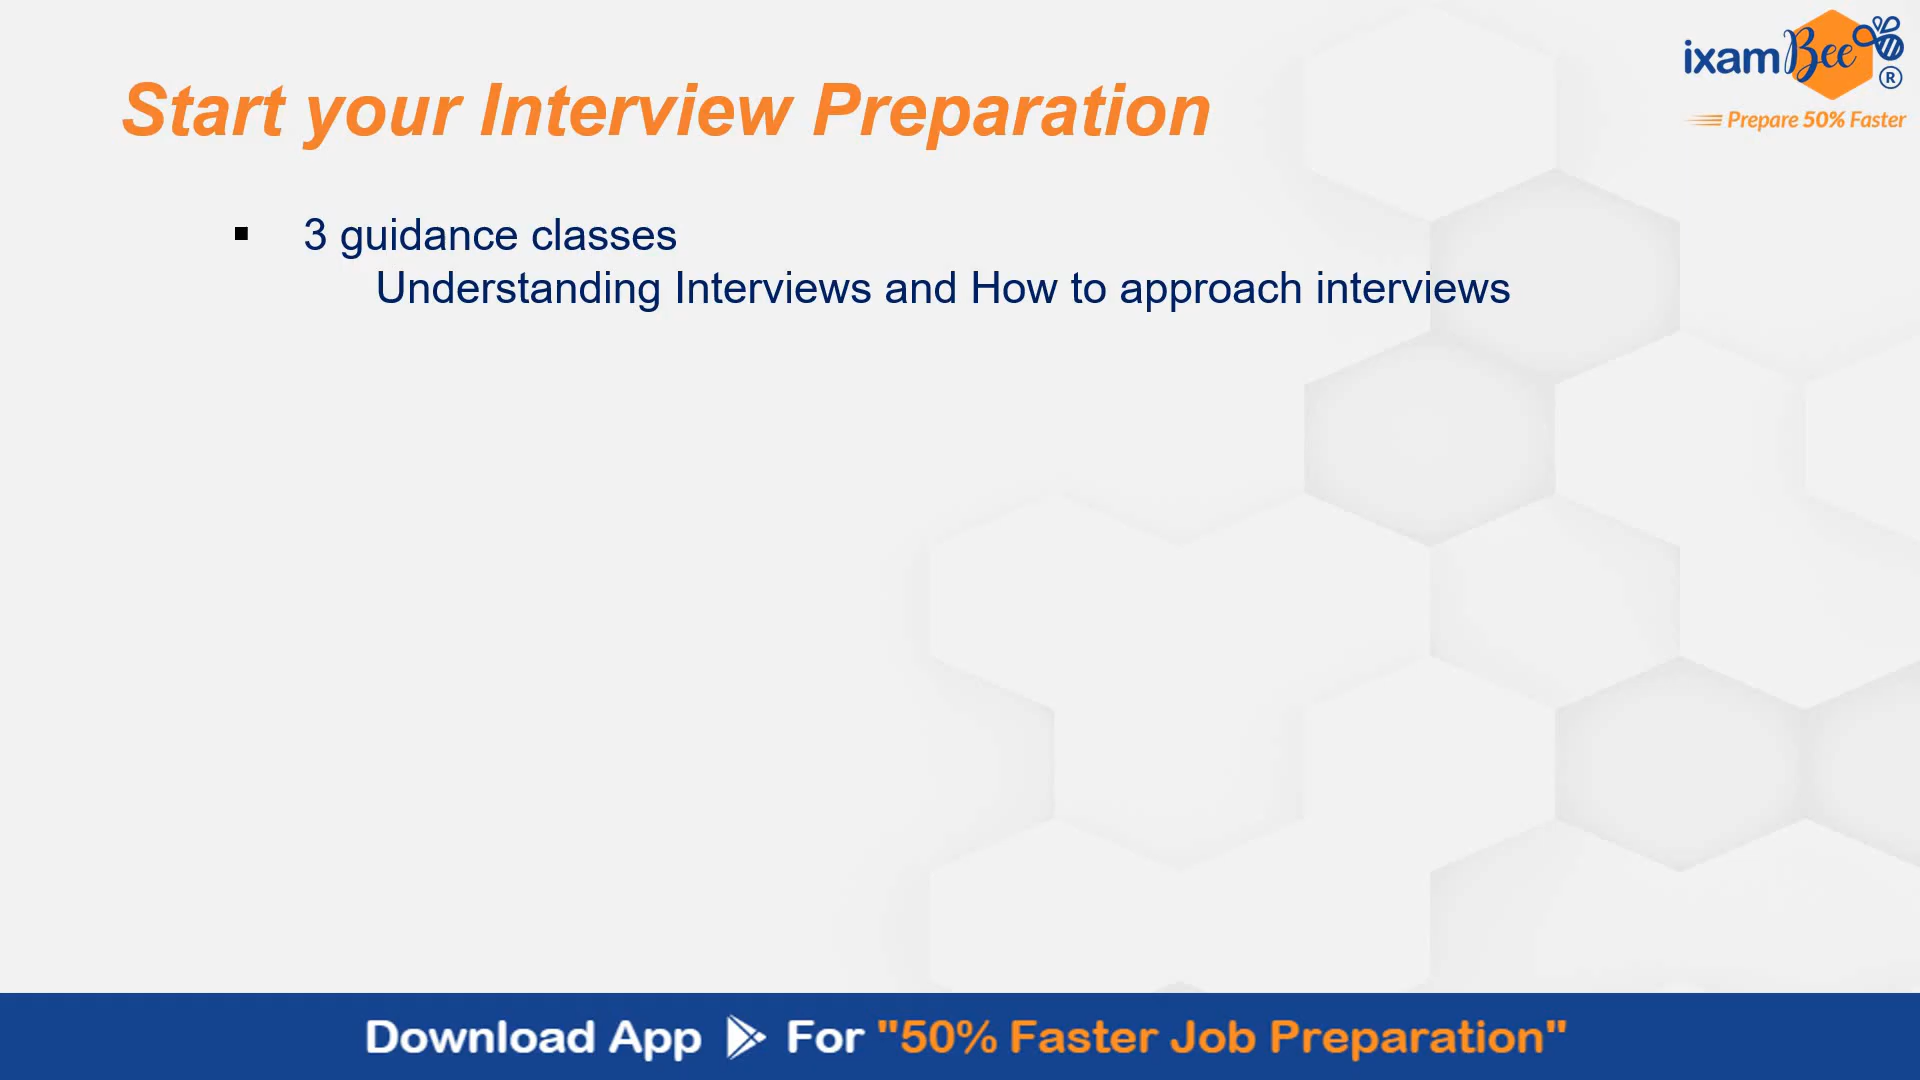 ixamBee
®
Prepare 50% Faster
Start your Interview Preparation
▪ 3 guidance classes
Understanding Interviews and How to approach interviews
Download App For "50% Faster Job Preparation"